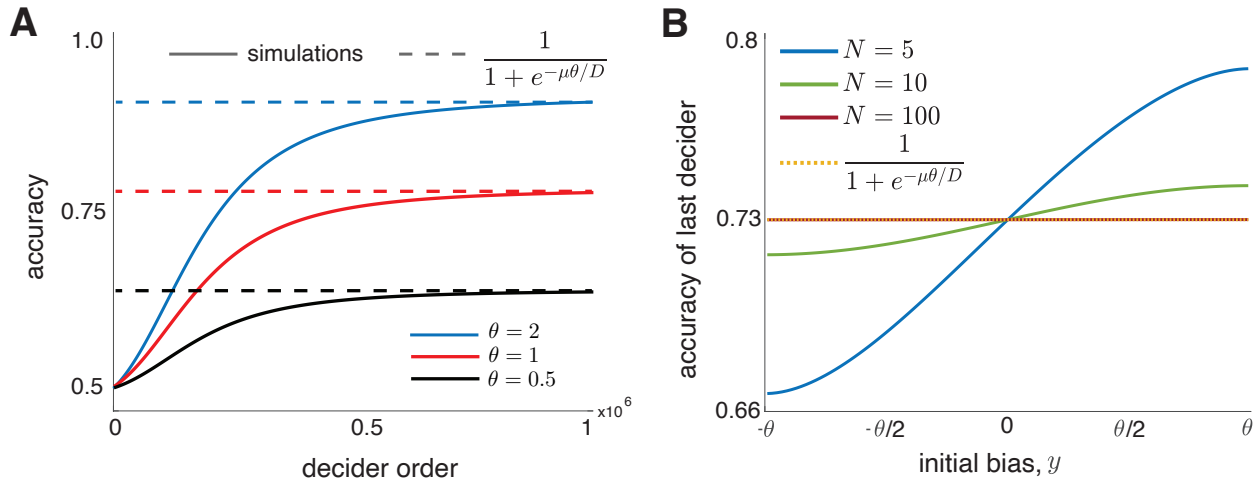 A
1.0
simulations
1
1 + e^{-μθ/D}
accuracy
0.75
0.5
θ = 2
θ = 1
θ = 0.5
0
0.5
1
x10^6
decider order
B
0.8
N = 5
N = 10
N = 100
1
1 + e^{-μθ/D}
accuracy of last decider
0.73
0.66
-θ
-θ/2
0
θ/2
θ
initial bias, y